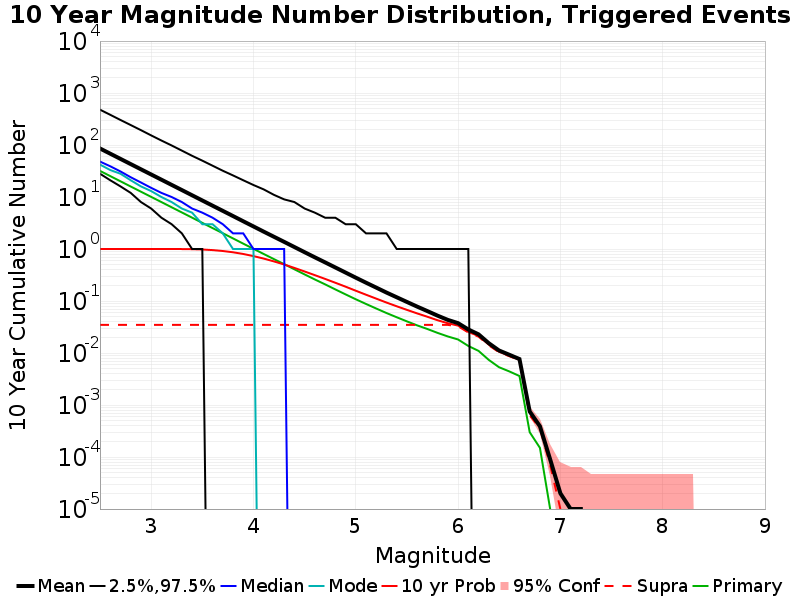 10 Year Magnitude Number Distribution, Triggered Events
10 Year Cumulative Number
10^4
10^3
10^2
10^1
10^0
10^-1
10^-2
10^-3
10^-4
10^-5
3 4 5 6 7 8 9
Magnitude
Mean 2.5%,97.5% Median Mode 10 yr Prob 95% Conf Supra Primary